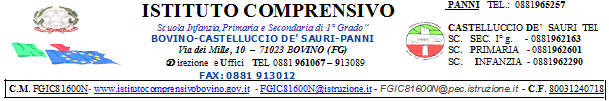 ISTITUTO COMPRENSIVO
Scuola Infanzia, Primaria e Secondaria di 1° Grado"
BOVINO-CASTELLUCCIO DE' SAURI-PANNI
Via dei Mille, 10 – 71023 BOVINO (FG)
irezione e Uffici TEL 0881 961067 – 913089
FAX: 0881 913012
PANNI TEL.: 0881965257
CASTELLUCCIO DE' SAURI TEL
SC. SEC. I° g. - 0881962163
SC. PRIMARIA - 0881962601
SC. INFANZIA - 0881962290
C.M. FGIC81600N- www.istitutocomprensivobovino.gov.it - FGIC81600N@istruzione.it - FGIC81600N@pec.istruzione.it - C.F. 80031240718